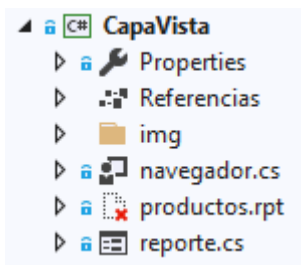 C# CapaVista
Properties
Referencias
img
navegador.cs
productos.rpt
reporte.cs